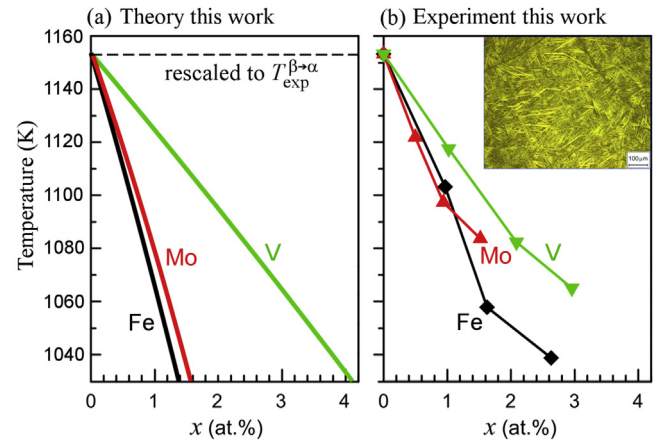 (a) Theory this work
(b) Experiment this work
1160
1140
1120
1100
1080
1060
1040
Temperature (K)
rescaled to T_exp^β→α
Fe
Mo
V
0 1 2 3 4
x (at.%)
100μm
Mo
V
Fe
0 1 2 3 4
x (at.%)